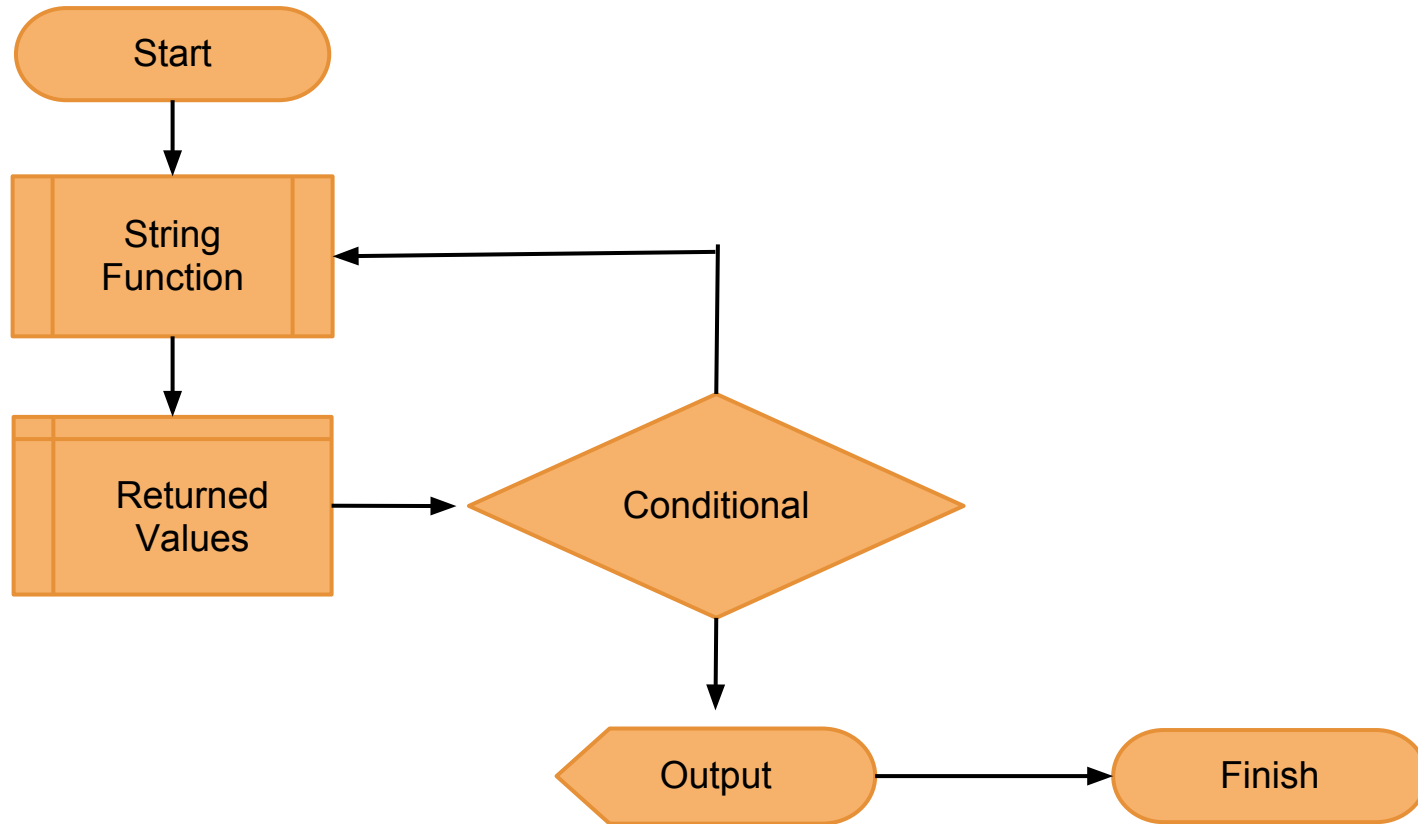 Start
String
Function
Returned
Values
Conditional
Output
Finish